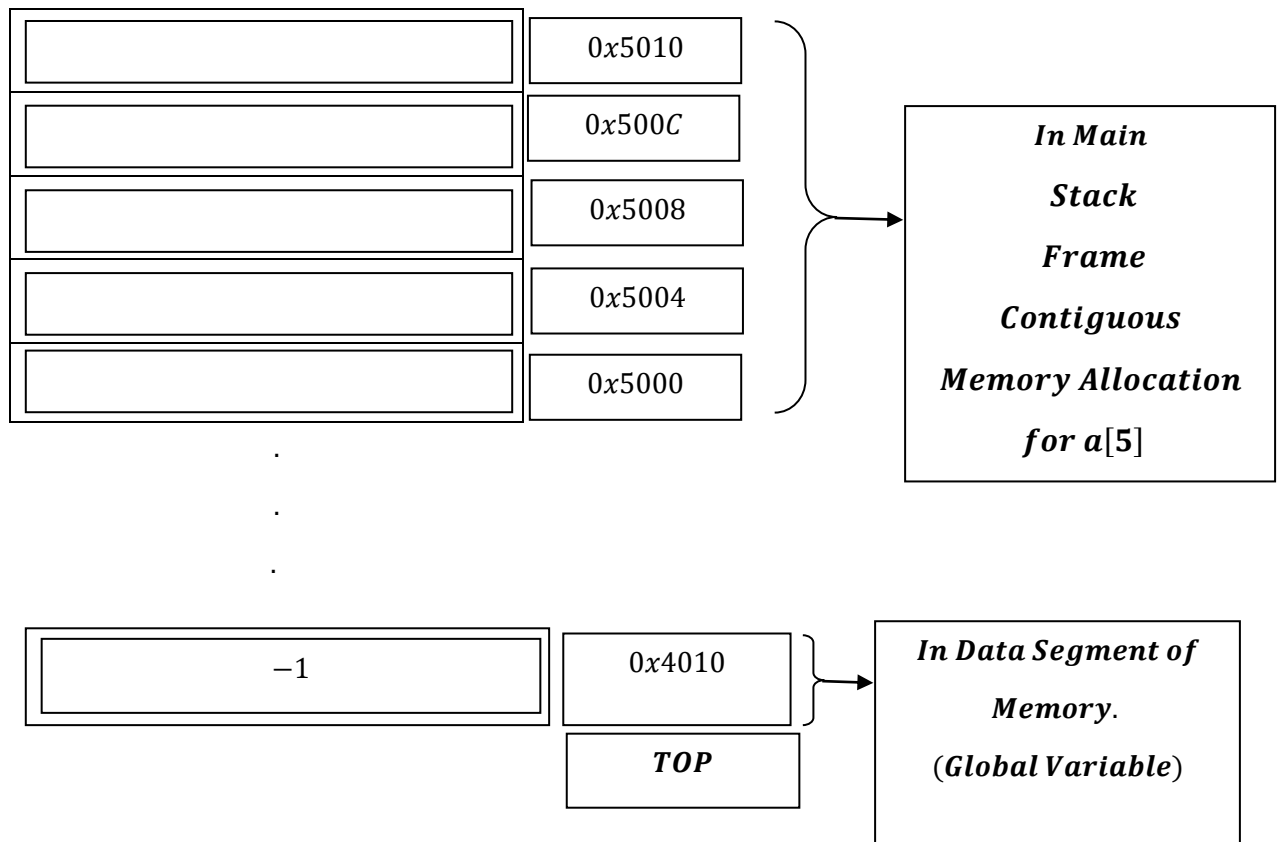 0x5010
0x500C
0x5008
0x5004
0x5000
In Main
Stack
Frame
Contiguous
Memory Allocation
for a[5]
.
.
.
−1
0x4010
TOP
In Data Segment of
Memory.
(Global Variable)